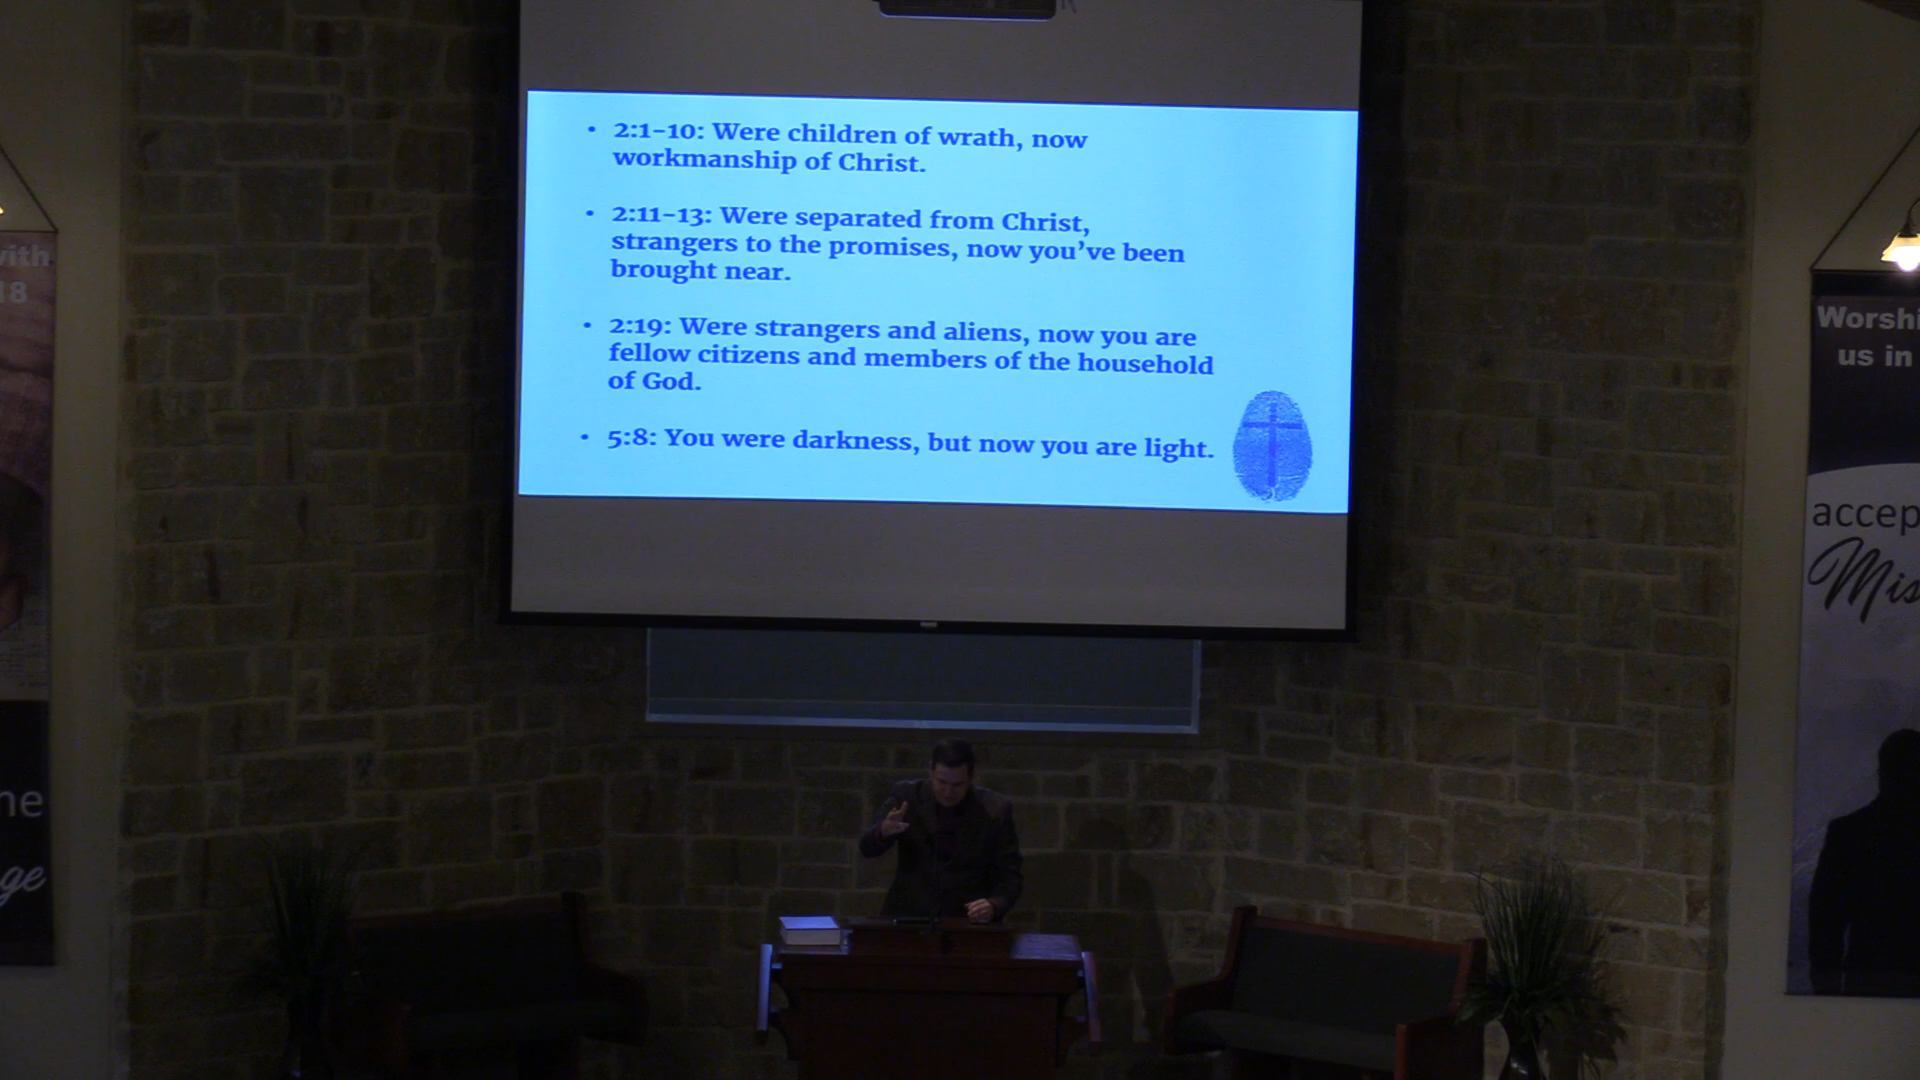 • 2:1-10: Were children of wrath, now
workmanship of Christ.
• 2:11-13: Were separated from Christ,
strangers to the promises, now you've been
brought near.
• 2:19: Were strangers and aliens, now you are
fellow citizens and members of the household
of God.
• 5:8: You were darkness, but now you are light.
with
18
Worshi
us in
accep
Mis